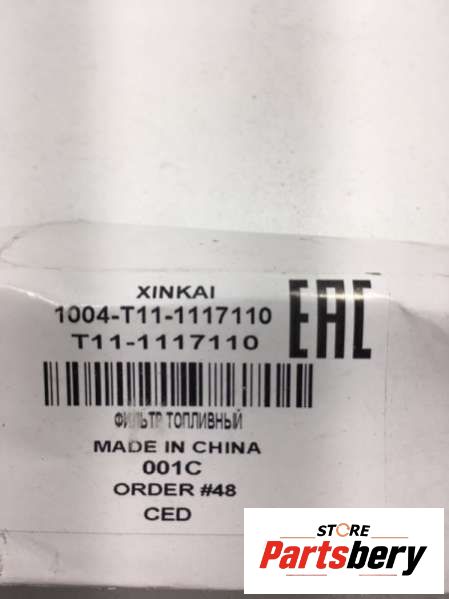 XINKAI
1004-T11-1117110
T11-1117110
EAC
ФИЛЬТР ТОПЛИВНЫЙ
MADE IN CHINA
001C
ORDER #48
CED
STORE
Partsbery